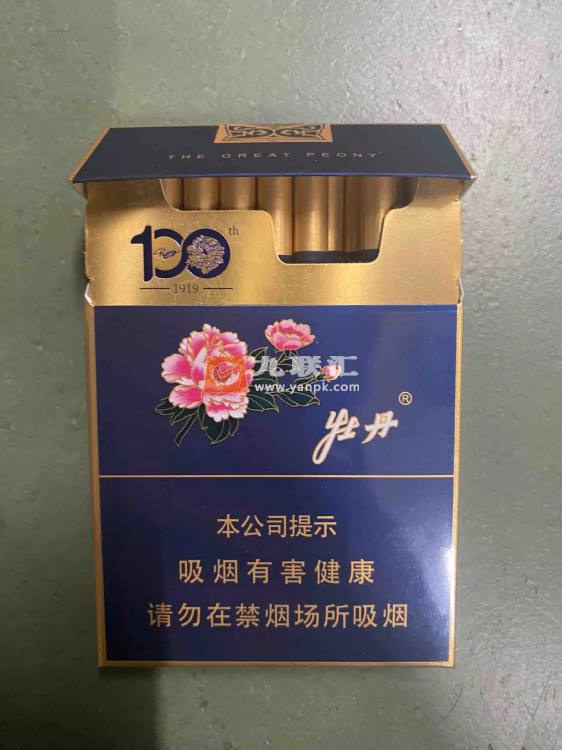 THE GREAT PEONY
100th
1919
九联汇
www.yanpk.com
牡丹®
本公司提示
吸烟有害健康
请勿在禁烟场所吸烟